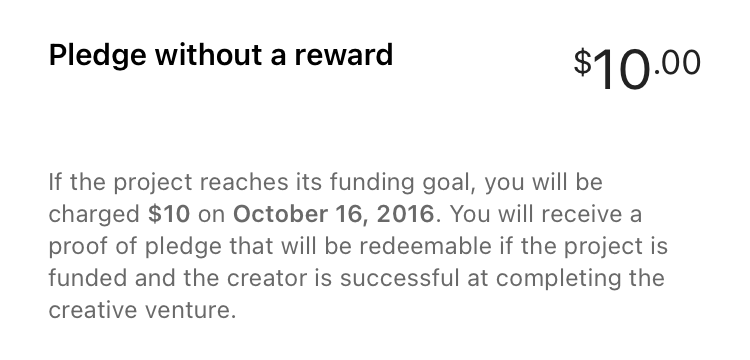 Pledge without a reward
$10.00
If the project reaches its funding goal, you will be
charged $10 on October 16, 2016. You will receive a
proof of pledge that will be redeemable if the project is
funded and the creator is successful at completing the
creative venture.